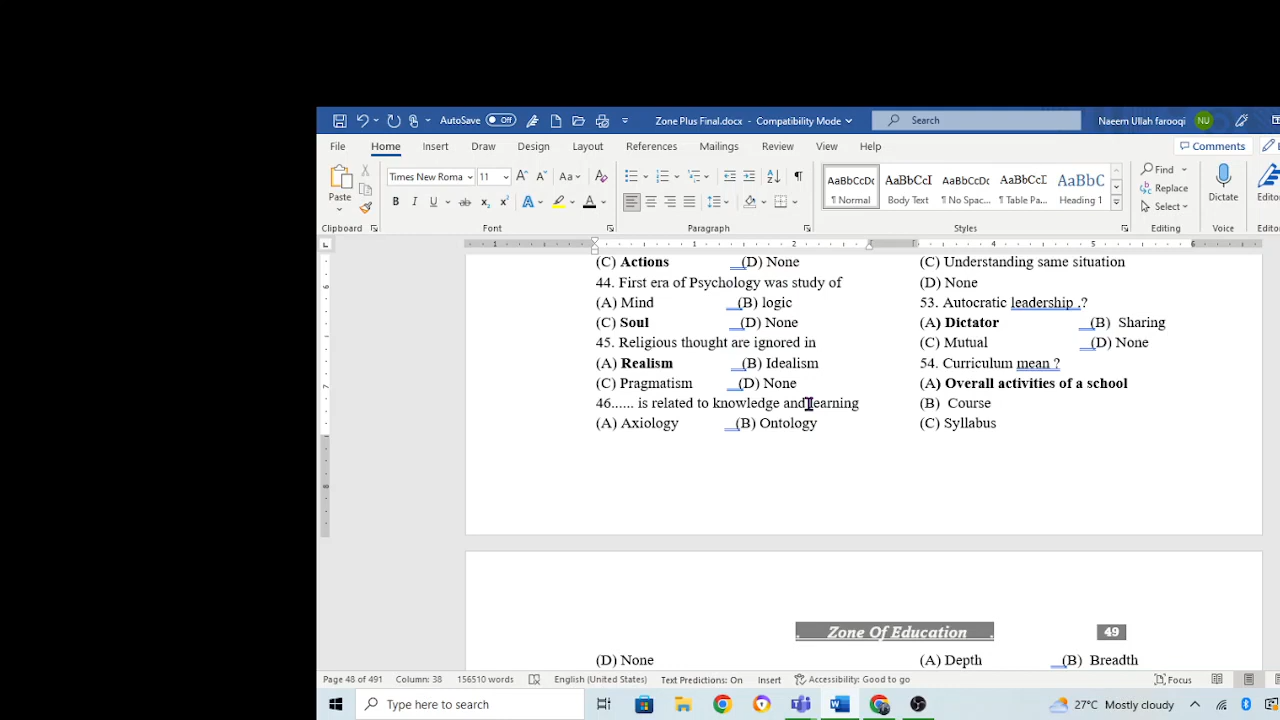 AutoSave Off Zone Plus Final.docx - Compatibility Mode Search Naeem Ullah farooqi NU
File Home Insert Draw Design Layout References Mailings Review View Help Comments
Paste Times New Roma 11 Aa AaBbCcDc AaBbCcI AaBbCcDc AaBbCcD AaBbC Find Replace Select Dictate
¶ Normal Body Text ¶ No Spac... ¶ Table Pa... Heading 1
Clipboard Font Paragraph Styles Editing Voice
(C) Actions (D) None
44. First era of Psychology was study of
(A) Mind (B) logic
(C) Soul (D) None
45. Religious thought are ignored in
(A) Realism (B) Idealism
(C) Pragmatism (D) None
46...... is related to knowledge and learning
(A) Axiology (B) Ontology
(C) Understanding same situation
(D) None
53. Autocratic leadership .?
(A) Dictator (B) Sharing
(C) Mutual (D) None
54. Curriculum mean ?
(A) Overall activities of a school
(B) Course
(C) Syllabus
. Zone Of Education . 49
(D) None
(A) Depth (B) Breadth
Page 48 of 491 Column: 38 156510 words English (United States) Text Predictions: On Insert Accessibility: Good to go Focus
Type here to search 27°C Mostly cloudy